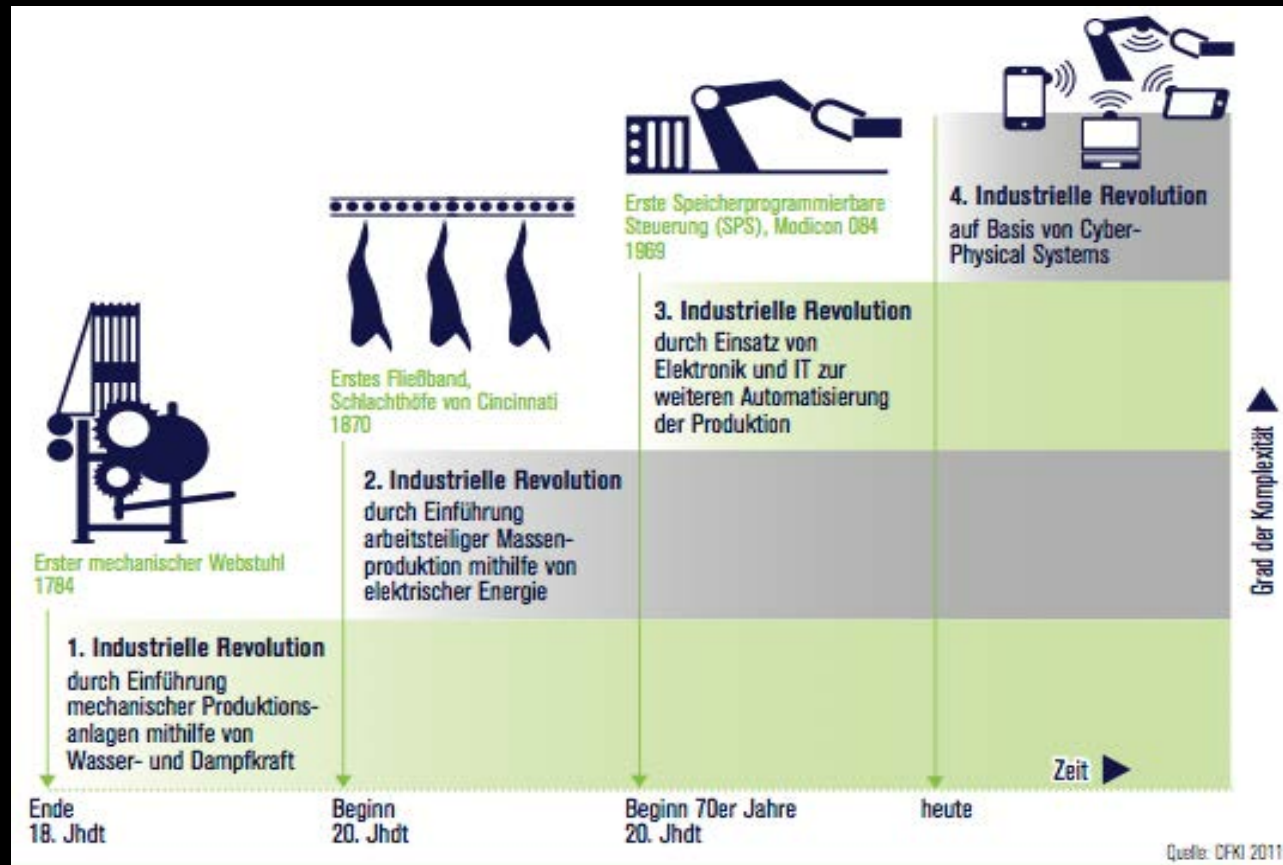 Erster mechanischer Webstuhl
1784
1. Industrielle Revolution
durch Einführung
mechanischer Produktions-
anlagen mithilfe von
Wasser- und Dampfkraft
Erstes Fließband,
Schlachthöfe von Cincinnati
1870
2. Industrielle Revolution
durch Einführung
arbeitsteiliger Massen-
produktion mithilfe von
elektrischer Energie
Erste Speicherprogrammierbare
Steuerung (SPS), Modicon 084
1969
3. Industrielle Revolution
durch Einsatz von
Elektronik und IT zur
weiteren Automatisierung
der Produktion
4. Industrielle Revolution
auf Basis von Cyber-
Physical Systems
Grad der Komplexität
Zeit
Ende
18. Jhdt
Beginn
20. Jhdt
Beginn 70er Jahre
20. Jhdt
heute
Quelle: CFKI 2011